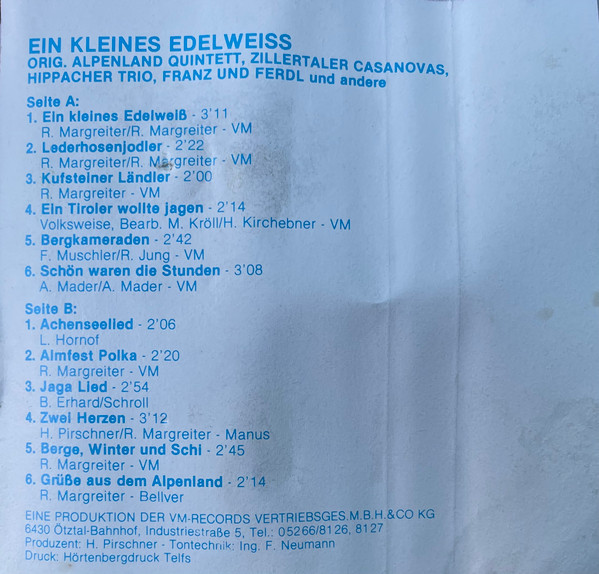 EIN KLEINES EDELWEISS
ORIG. ALPENLAND QUINTETT, ZILLERTALER CASANOVAS,
HIPPACHER TRIO, FRANZ UND FERDL und andere
Seite A:
1. Ein kleines Edelweiß - 3'11
R. Margreiter/R. Margreiter - VM
2. Lederhosenjodler - 2'22
R. Margreiter/R. Margreiter - VM
3. Kufsteiner Ländler - 2'00
R. Margreiter - VM
4. Ein Tiroler wollte jagen - 2'14
Volksweise, Bearb. M. Kröll/H. Kirchebner - VM
5. Bergkameraden - 2'42
F. Muschler/R. Jung - VM
6. Schön waren die Stunden - 3'08
A. Mader/A. Mader - VM
Seite B:
1. Achenseelied - 2'06
L. Hornof
2. Almfest Polka - 2'20
R. Margreiter - VM
3. Jaga Lied - 2'54
B. Erhard/Schroll
4. Zwei Herzen - 3'12
H. Pirschner/R. Margreiter - Manus
5. Berge, Winter und Schi - 2'45
R. Margreiter - VM
6. Grüße aus dem Alpenland - 2'14
R. Margreiter - Bellver
EINE PRODUKTION DER VM-RECORDS VERTRIEBSGES.M.B.H.&CO KG
6430 Ötztal-Bahnhof, Industriestraße 5, Tel.: 05266/8126, 8127
Produzent: H. Pirschner - Tontechnik: Ing. F. Neumann
Druck: Hörtenbergdruck Telfs